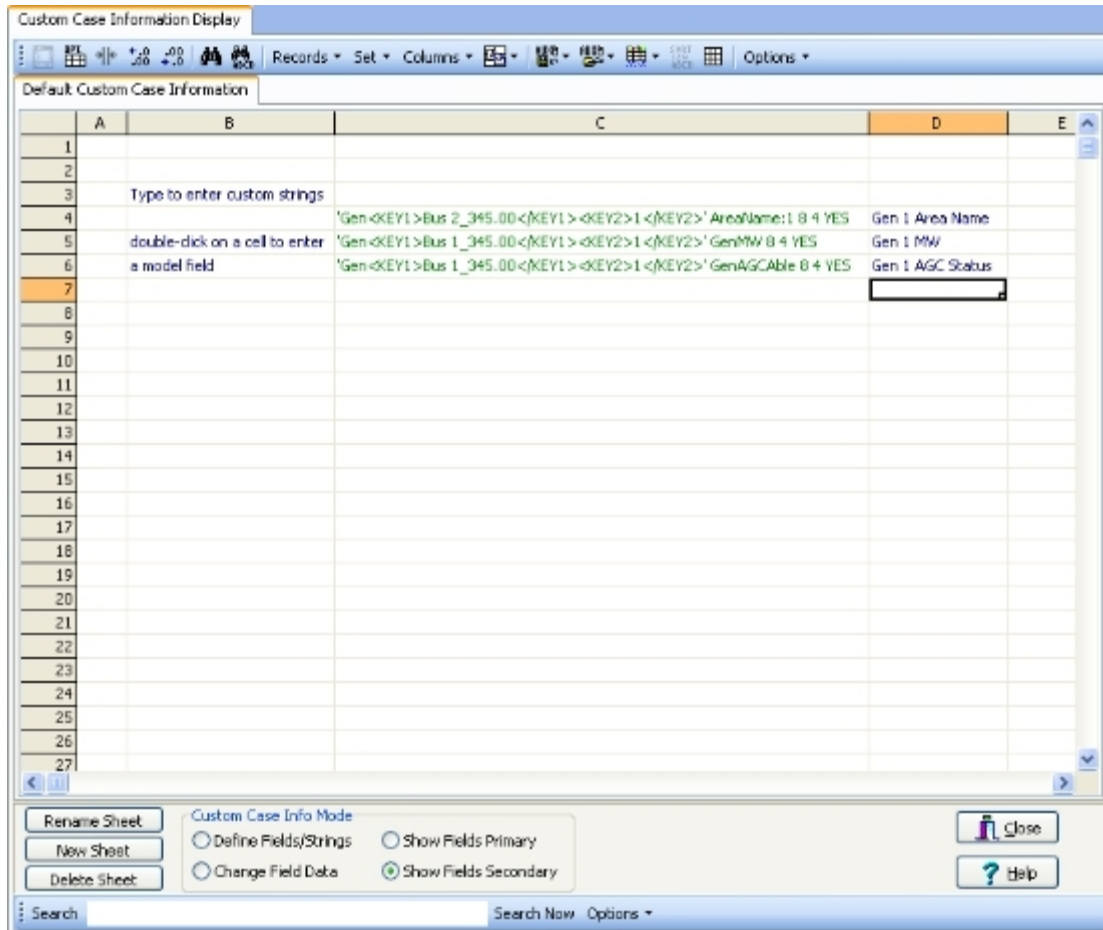 Custom Case Information Display
Records Set Columns Options
Default Custom Case Information
A B C D E
1
2
3 Type to enter custom strings
4 'Gen<KEY1>Bus 2_345.00</KEY1><KEY2>1</KEY2>' AreaName:1 8 4 YES Gen 1 Area Name
5 double-click on a cell to enter 'Gen<KEY1>Bus 1_345.00</KEY1><KEY2>1</KEY2>' GenMW 8 4 YES Gen 1 MW
6 a model field 'Gen<KEY1>Bus 1_345.00</KEY1><KEY2>1</KEY2>' GenAGCAble 8 4 YES Gen 1 AGC Status
7
8
9
10
11
12
13
14
15
16
17
18
19
20
21
22
23
24
25
26
27
Rename Sheet
New Sheet
Delete Sheet
Custom Case Info Mode
Define Fields/Strings Show Fields Primary
Change Field Data Show Fields Secondary
Close
? Help
Search Search Now Options